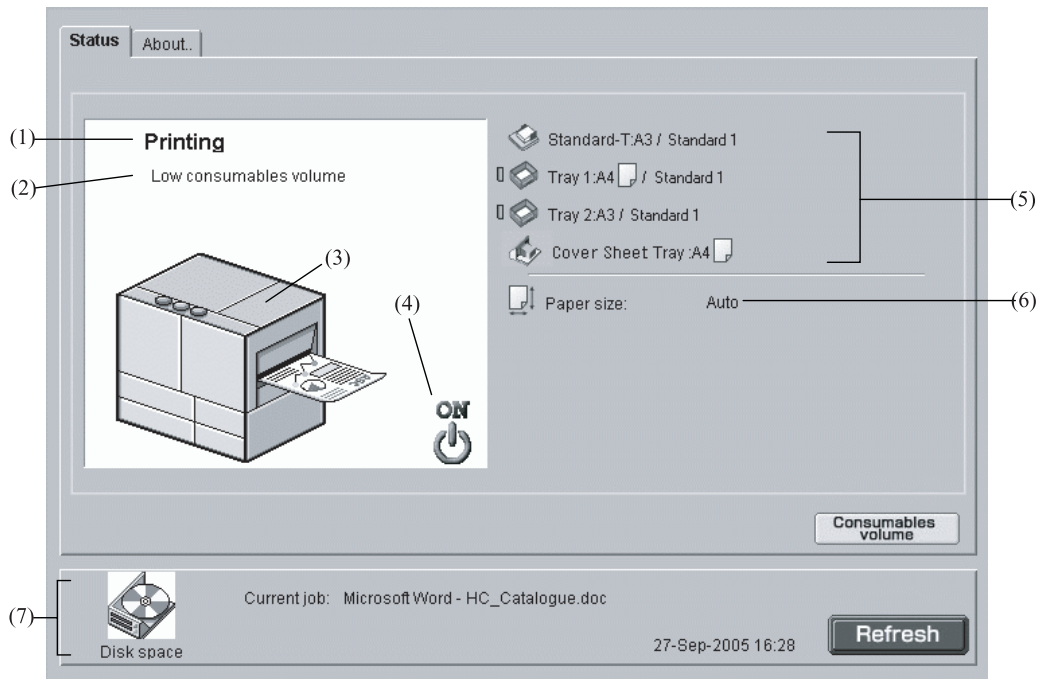 Status
About..
(1)
Printing
(2)
Low consumables volume
(3)
(4)
ON
Standard-T:A3 / Standard 1
Tray 1:A4 / Standard 1
Tray 2:A3 / Standard 1
Cover Sheet Tray :A4
(5)
Paper size: Auto
(6)
Consumables
volume
(7)
Disk space
Current job: Microsoft Word - HC_Catalogue.doc
27-Sep-2005 16:28
Refresh